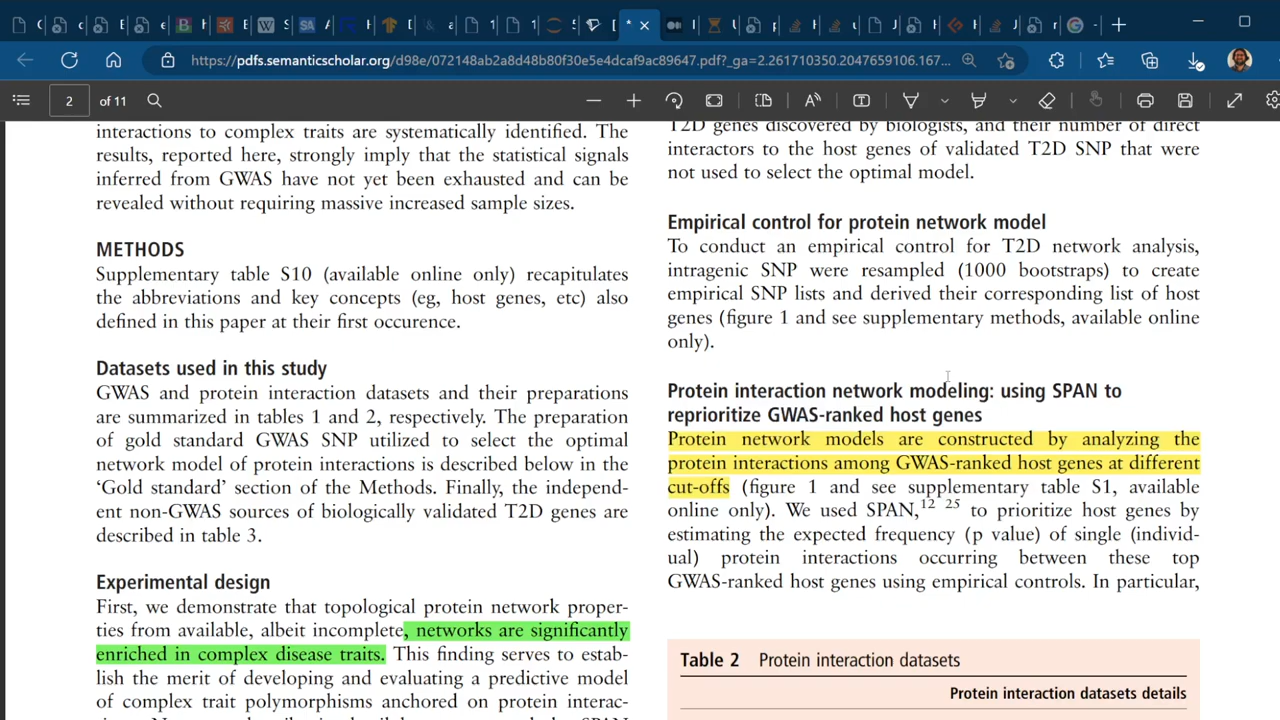 https://pdfs.semanticscholar.org/d98e/072148ab2a8d48b80f30e5e4dcaf9ac89647.pdf?_ga=2.261710350.2047659106.167...
2 of 11
interactions to complex traits are systematically identified. The
results, reported here, strongly imply that the statistical signals
inferred from GWAS have not yet been exhausted and can be
revealed without requiring massive increased sample sizes.
METHODS
Supplementary table S10 (available online only) recapitulates
the abbreviations and key concepts (eg, host genes, etc) also
defined in this paper at their first occurence.
Datasets used in this study
GWAS and protein interaction datasets and their preparations
are summarized in tables 1 and 2, respectively. The preparation
of gold standard GWAS SNP utilized to select the optimal
network model of protein interactions is described below in the
‘Gold standard’ section of the Methods. Finally, the independ-
ent non-GWAS sources of biologically validated T2D genes are
described in table 3.
Experimental design
First, we demonstrate that topological protein network proper-
ties from available, albeit incomplete, networks are significantly
enriched in complex disease traits. This finding serves to estab-
lish the merit of developing and evaluating a predictive model
of complex trait polymorphisms anchored on protein interac-
T2D genes discovered by biologists, and their number of direct
interactors to the host genes of validated T2D SNP that were
not used to select the optimal model.
Empirical control for protein network model
To conduct an empirical control for T2D network analysis,
intragenic SNP were resampled (1000 bootstraps) to create
empirical SNP lists and derived their corresponding list of host
genes (figure 1 and see supplementary methods, available online
only).
Protein interaction network modeling: using SPAN to
reprioritize GWAS-ranked host genes
Protein network models are constructed by analyzing the
protein interactions among GWAS-ranked host genes at different
cut-offs (figure 1 and see supplementary table S1, available
online only). We used SPAN,12 25 to prioritize host genes by
estimating the expected frequency (p value) of single (individ-
ual) protein interactions occurring between these top
GWAS-ranked host genes using empirical controls. In particular,
Table 2 Protein interaction datasets
Protein interaction datasets details